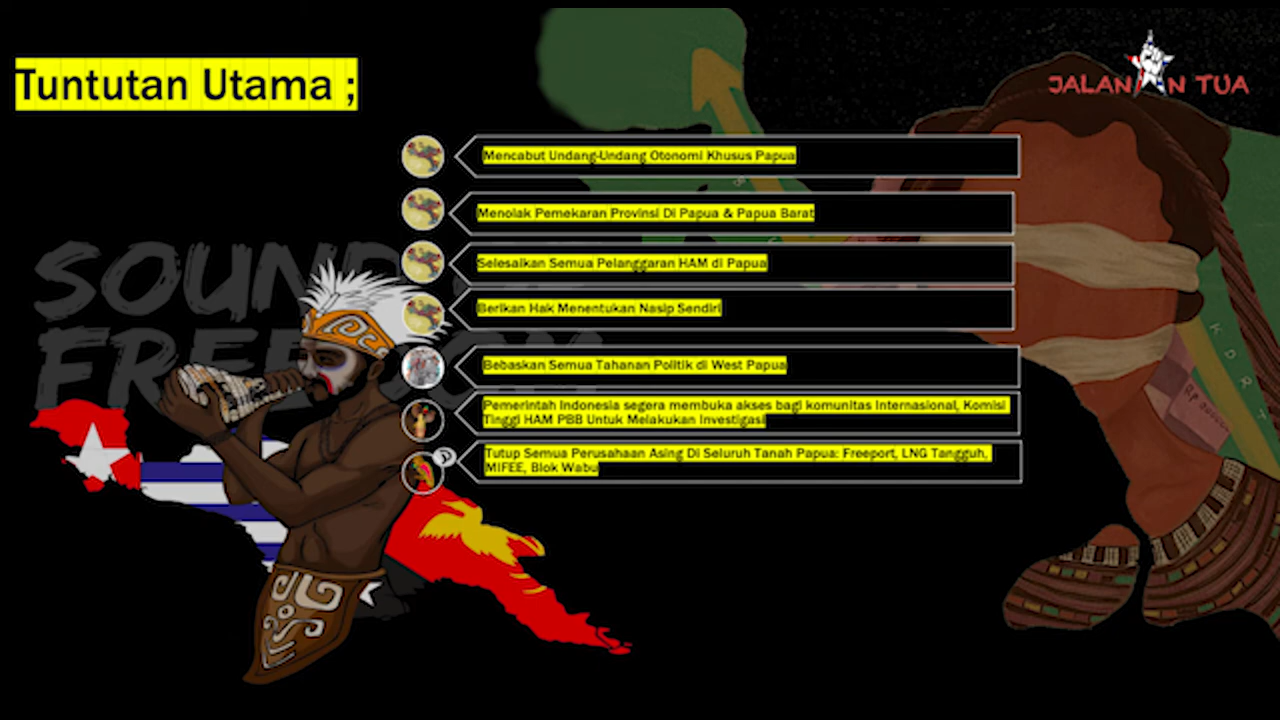 Tuntutan Utama ;
JALANAN TUA
Mencabut Undang-Undang Otonomi Khusus Papua
Menolak Pemekaran Provinsi Di Papua & Papua Barat
Selesaikan Semua Pelanggaran HAM di Papua
Berikan Hak Menentukan Nasip Sendiri
Bebaskan Semua Tahanan Politik di West Papua
Pemerintah Indonesia segera membuka akses bagi komunitas Internasional, Komisi
Tinggi HAM PBB Untuk Melakukan Investigasi
Tutup Semua Perusahaan Asing Di Seluruh Tanah Papua: Freeport, LNG Tangguh,
MIFEE, Blok Wabu